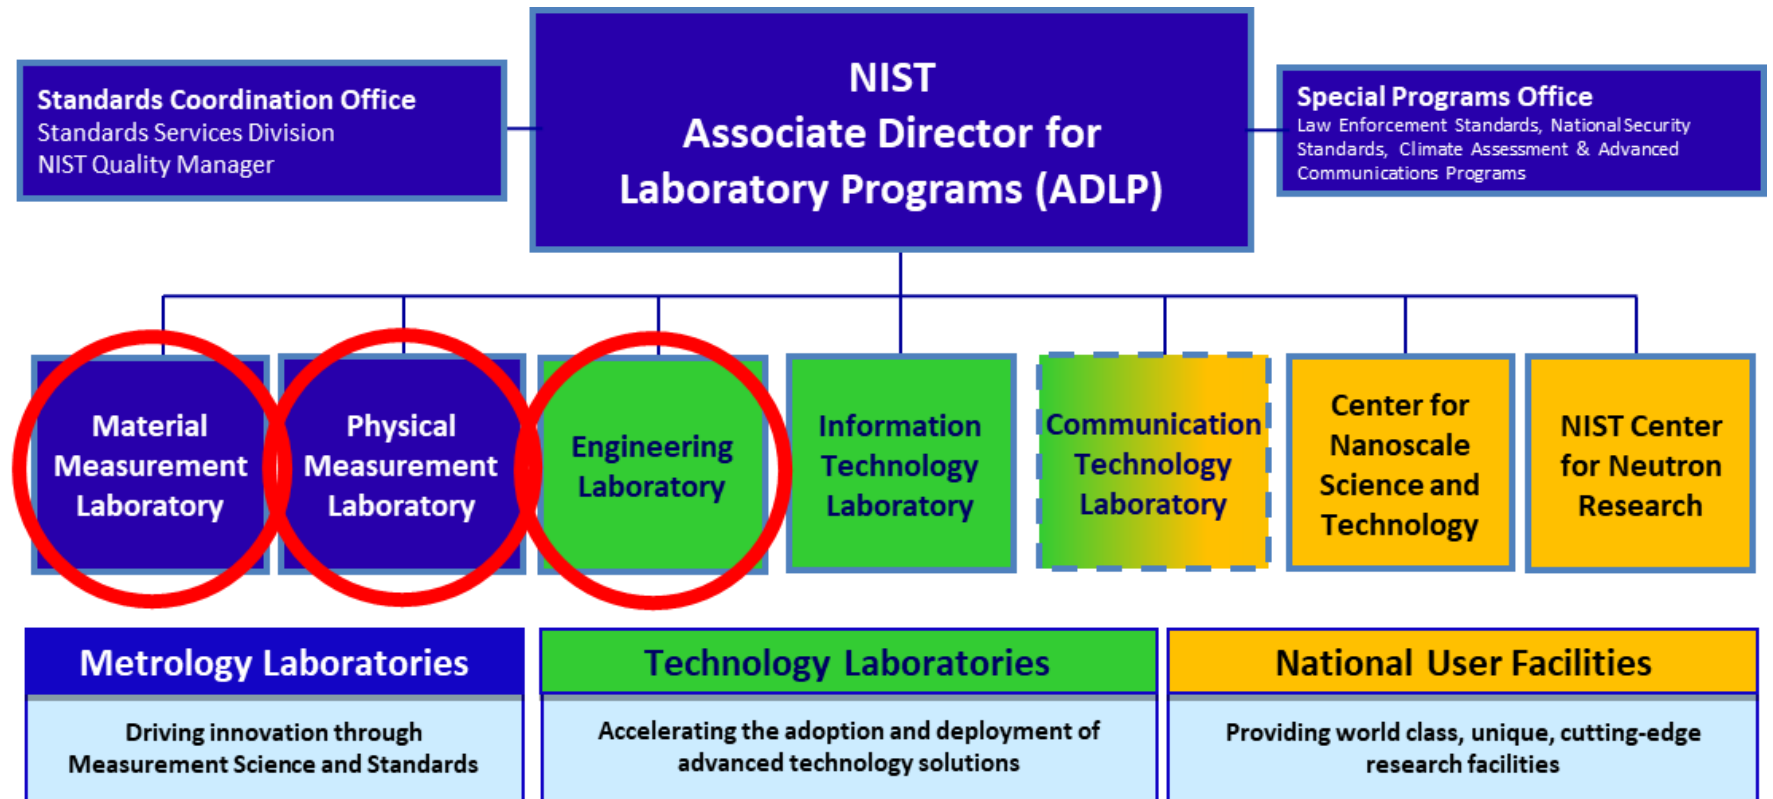 NIST
Associate Director for
Laboratory Programs (ADLP)
Standards Coordination Office
Standards Services Division
NIST Quality Manager
Special Programs Office
Law Enforcement Standards, National Security
Standards, Climate Assessment & Advanced
Communications Programs
Material
Measurement
Laboratory
Physical
Measurement
Laboratory
Engineering
Laboratory
Information
Technology
Laboratory
Communication
Technology
Laboratory
Center for
Nanoscale
Science and
Technology
NIST Center
for Neutron
Research
Metrology Laboratories
Driving innovation through
Measurement Science and Standards
Technology Laboratories
Accelerating the adoption and deployment of
advanced technology solutions
National User Facilities
Providing world class, unique, cutting-edge
research facilities